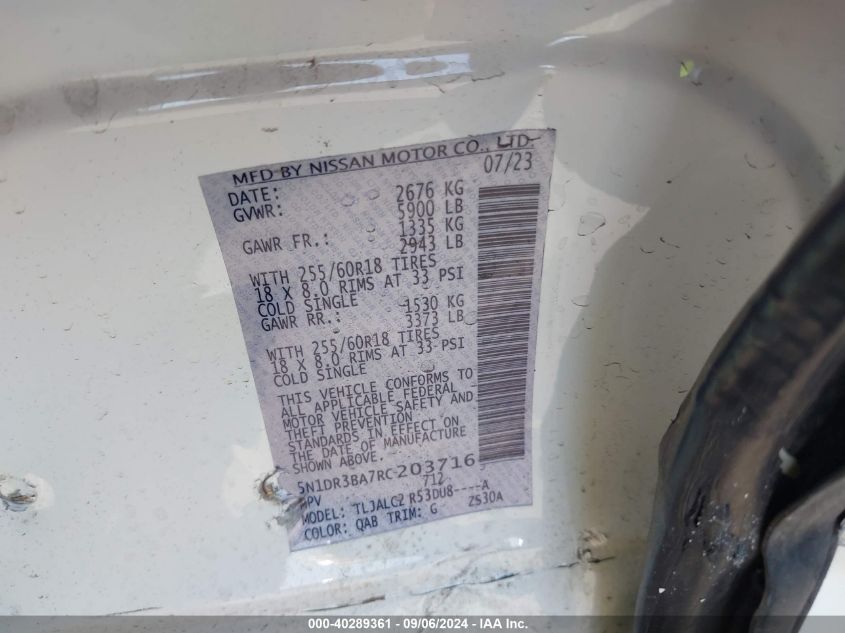 MFD BY NISSAN MOTOR CO., LTD.
DATE: 07/23
GVWR: 2676 KG
5900 LB
GAWR FR.: 1335 KG
2943 LB
WITH 255/60R18 TIRES
18 X 8.0 RIMS AT 33 PSI
COLD SINGLE
GAWR RR.: 1530 KG
3373 LB
WITH 255/60R18 TIRES
18 X 8.0 RIMS AT 33 PSI
COLD SINGLE
THIS VEHICLE CONFORMS TO
ALL APPLICABLE FEDERAL
MOTOR VEHICLE SAFETY AND
THEFT PREVENTION
STANDARDS IN EFFECT ON
THE DATE OF MANUFACTURE
SHOWN ABOVE.
5N1DR3BA7RC203716
712
MODEL: TLJALC2 R53DU8----A
COLOR: QAB TRIM: G ZS30A
000-40289361 - 09/06/2024 - IAA Inc.